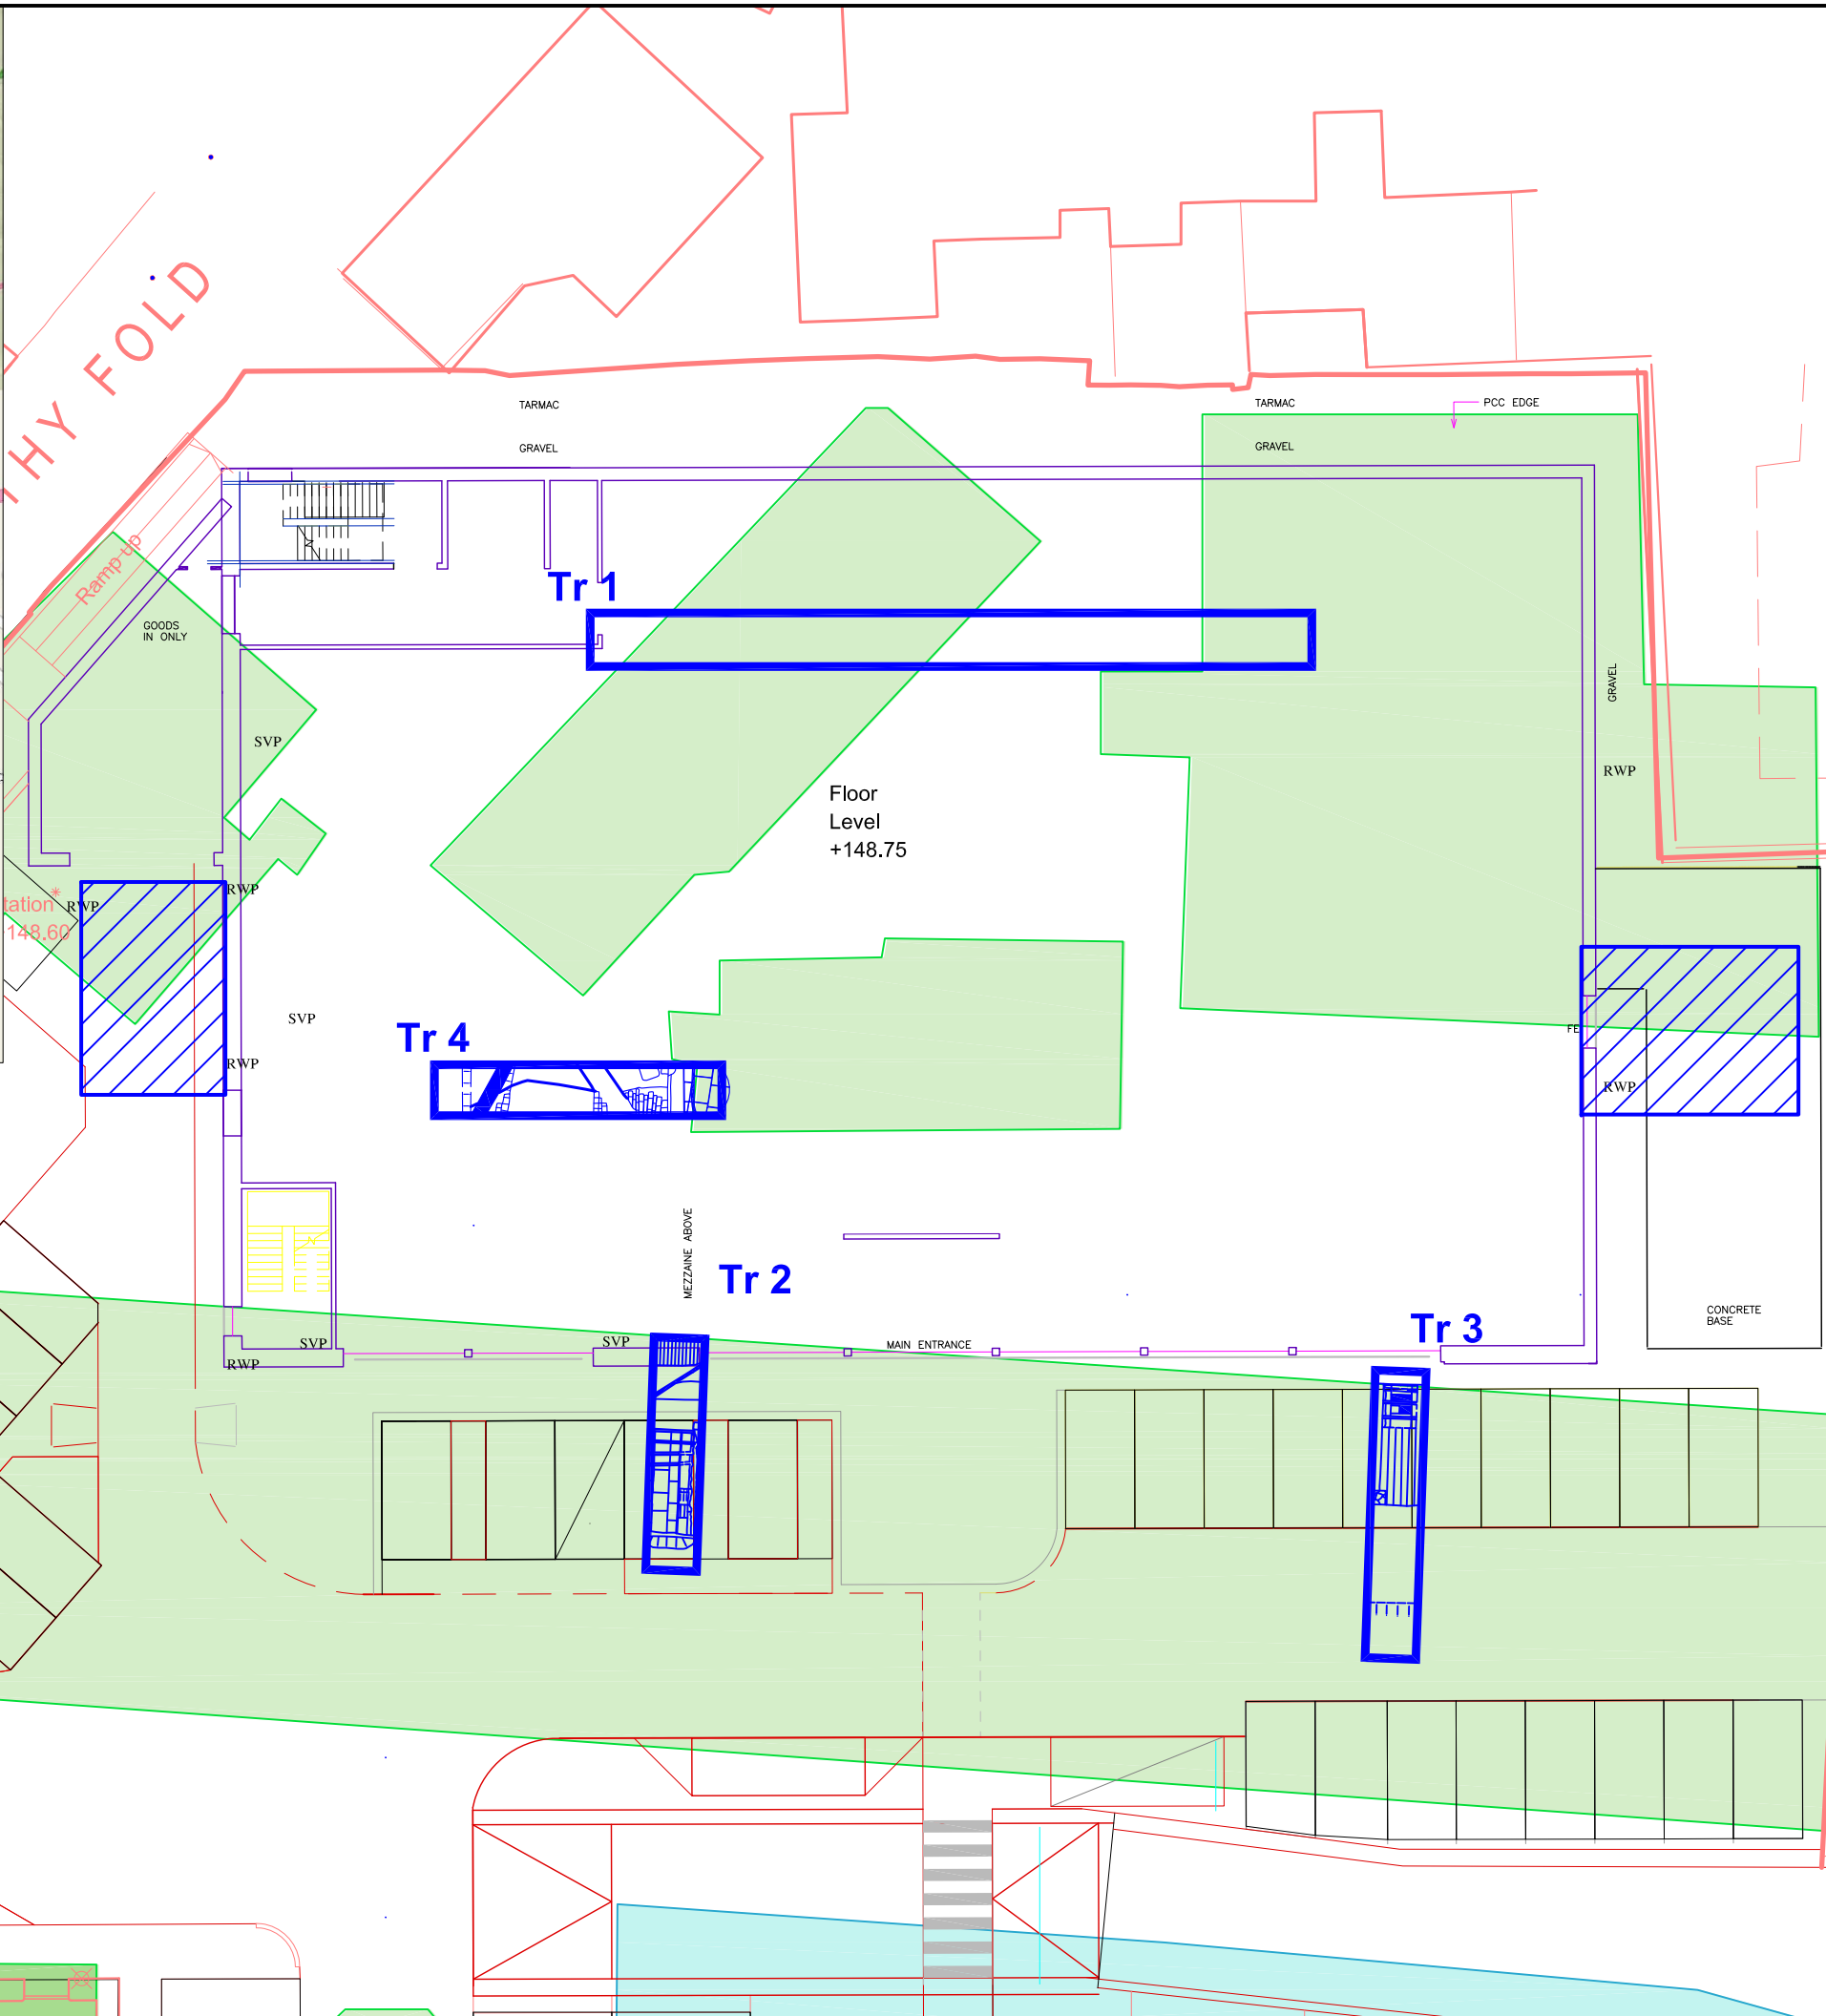 THY FOLD
TARMAC
TARMAC
PCC EDGE
GRAVEL
GRAVEL
Ramp up
Tr 1
GOODS
IN ONLY
GRAVEL
SVP
RWP
Floor
Level
+148.75
RWP
tation*
RWP
148.60
SVP
Tr 4
FE
RWP
RWP
MEZZAINE ABOVE
Tr 2
CONCRETE
BASE
Tr 3
SVP
SVP
MAIN ENTRANCE
RWP